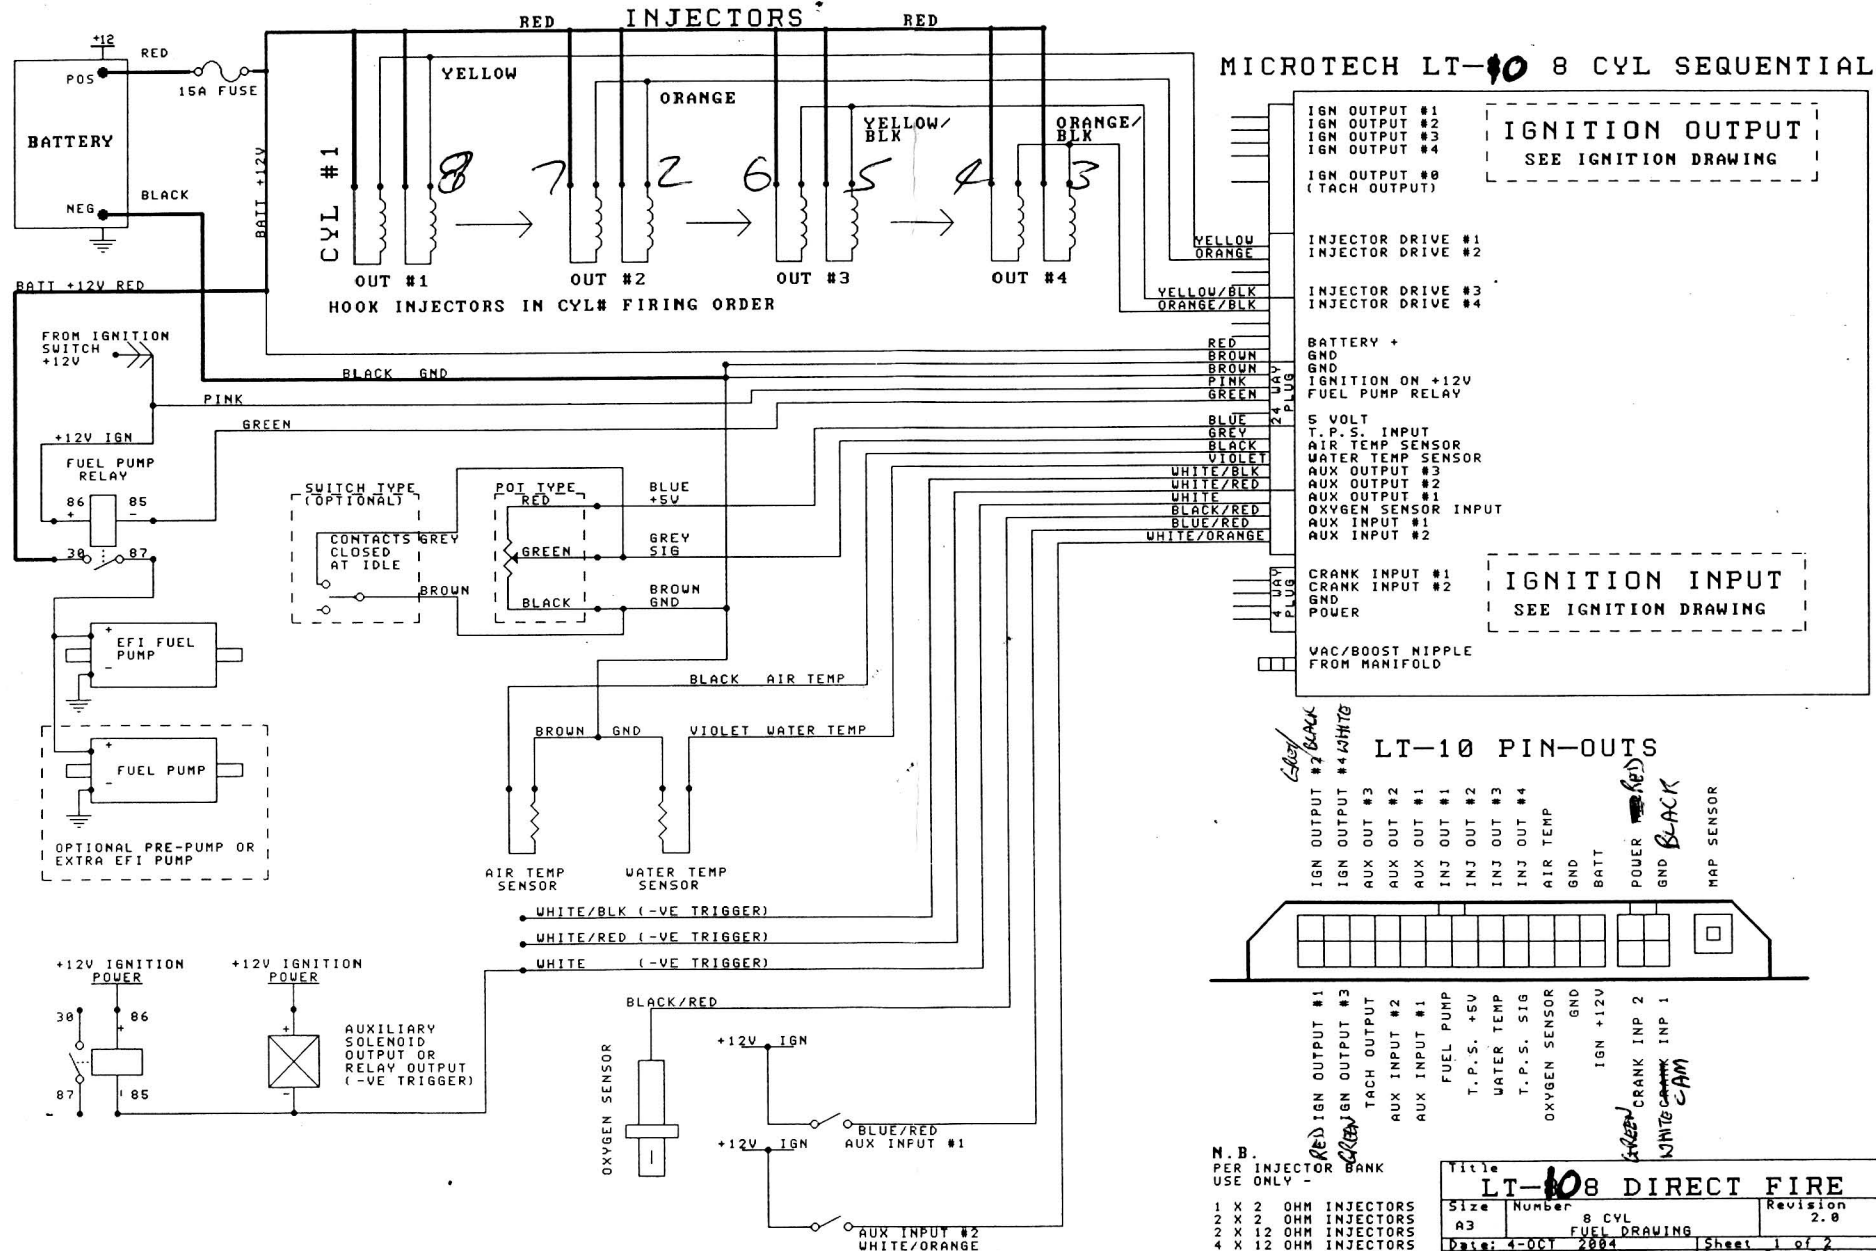 RED INJECTORS RED
+12
RED
POS
15A FUSE
BATTERY
BLACK
NEG
BATT +12V
YELLOW
ORANGE
YELLOW/
BLK
ORANGE/
BLK
CYL #1
8 7 2 6 5 4 3
OUT #1
OUT #2
OUT #3
OUT #4
HOOK INJECTORS IN CYL# FIRING ORDER
BATT +12V RED
FROM IGNITION
SWITCH
+12V
BLACK GND
PINK
GREEN
+12V IGN
FUEL PUMP
RELAY
86
+
85
-
30
87
SWITCH TYPE
(OPTIONAL)
CONTACTS GREY
CLOSED
AT IDLE
BROWN
POT TYPE
RED
GREEN
BLACK
BLUE
+5V
GREY
SIG
BROWN
GND
+
EFI FUEL
PUMP
-
+
FUEL PUMP
-
OPTIONAL PRE-PUMP OR
EXTRA EFI PUMP
BLACK AIR TEMP
BROWN GND
VIOLET WATER TEMP
AIR TEMP
SENSOR
WATER TEMP
SENSOR
WHITE/BLK (-VE TRIGGER)
WHITE/RED (-VE TRIGGER)
WHITE (-VE TRIGGER)
+12V IGNITION
POWER
30
86
+
87
85
+12V IGNITION
POWER
+
-
AUXILIARY
SOLENOID
OUTPUT OR
RELAY OUTPUT
(-VE TRIGGER)
BLACK/RED
OXYGEN SENSOR
+12V IGN
BLUE/RED
AUX INPUT #1
+12V IGN
AUX INPUT #2
WHITE/ORANGE
MICROTECH LT-10 8 CYL SEQUENTIAL
IGN OUTPUT #1
IGN OUTPUT #2
IGN OUTPUT #3
IGN OUTPUT #4
IGN OUTPUT #0
(TACH OUTPUT)
IGNITION OUTPUT
SEE IGNITION DRAWING
YELLOW INJECTOR DRIVE #1
ORANGE INJECTOR DRIVE #2
YELLOW/BLK INJECTOR DRIVE #3
ORANGE/BLK INJECTOR DRIVE #4
RED BATTERY +
BROWN GND
BROWN GND
PINK IGNITION ON +12V
GREEN FUEL PUMP RELAY
24 WAY
PLUG
BLUE 5 VOLT
GREY T.P.S. INPUT
BLACK AIR TEMP SENSOR
VIOLET WATER TEMP SENSOR
WHITE/BLK AUX OUTPUT #3
WHITE/RED AUX OUTPUT #2
WHITE AUX OUTPUT #1
BLACK/RED OXYGEN SENSOR INPUT
BLUE/RED AUX INPUT #1
WHITE/ORANGE AUX INPUT #2
4 WAY
PLUG
CRANK INPUT #1
CRANK INPUT #2
GND
POWER
IGNITION INPUT
SEE IGNITION DRAWING
VAC/BOOST NIPPLE
FROM MANIFOLD
LT-10 PIN-OUTS
IGN OUTPUT #2 GREY/BLACK
IGN OUTPUT #4 WHITE
AUX OUT #3
AUX OUT #2
AUX OUT #1
INJ OUT #1
INJ OUT #2
INJ OUT #3
INJ OUT #4
AIR TEMP
GND
BATT
POWER RED
GND BLACK
MAP SENSOR
RED IGN OUTPUT #1
GREEN IGN OUTPUT #3
TACH OUTPUT
AUX INPUT #2
AUX INPUT #1
FUEL PUMP
T.P.S. +5V
WATER TEMP
T.P.S. SIG
OXYGEN SENSOR
GND
IGN +12V
GREEN CRANK INP 2
WHITE CRANK INP 1
CAM
N.B.
PER INJECTOR BANK
USE ONLY -
1 X 2 OHM INJECTORS
2 X 2 OHM INJECTORS
2 X 12 OHM INJECTORS
4 X 12 OHM INJECTORS
Title
LT-108 DIRECT FIRE
Size
A3
Number
8 CYL
FUEL DRAWING
Revision
2.0
Date: 4-OCT 2004
Sheet 1 of 2